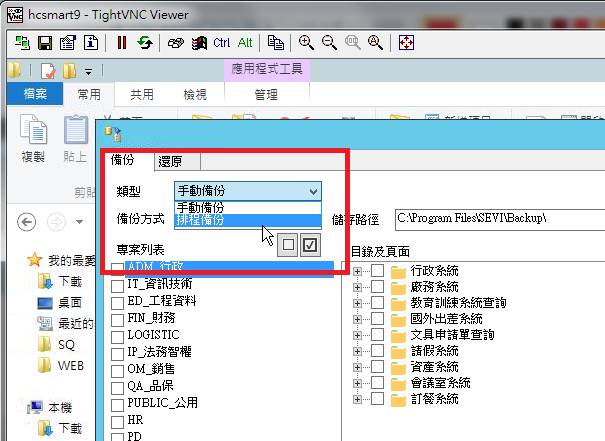 hcsmart9 - TightVNC Viewer
Ctrl Alt
應用程式工具
檔案 常用 共用 檢視 管理
複製 貼上
剪貼
備份 還原
類型 手動備份
手動備份
備份方式 排程備份 儲存路徑 C:\Program Files\SEVI\Backup\
專案列表 目錄及頁面
我的最愛
下載
桌面
最近的
SQ
WEB
本機
下載
ADM_行政
IT_資訊技術
ED_工程資料
FIN_財務
LOGISTIC
IP_法務智權
OM_銷售
QA_品保
PUBLIC_公用
HR
PD
行政系統
廠務系統
教育訓練系統查詢
國外出差系統
文具申請單查詢
請假系統
資產系統
會議室系統
訂餐系統